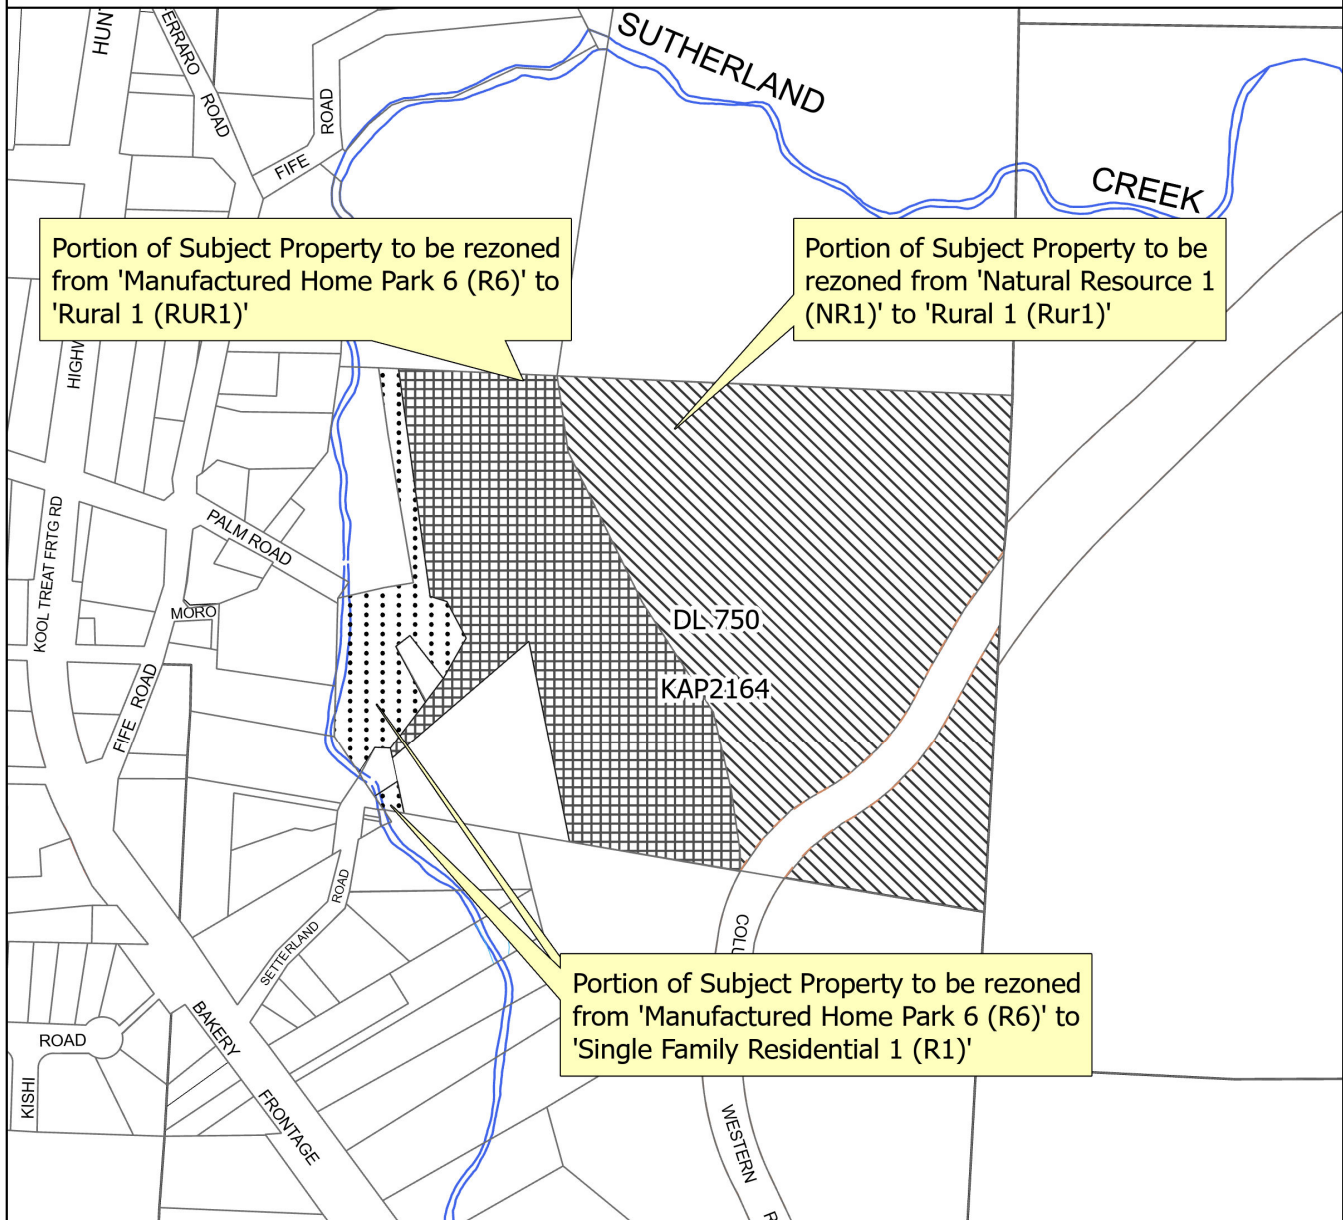 HUN
FERRARO
ROAD
ROAD
FIFE
SUTHERLAND
CREEK
Portion of Subject Property to be rezoned
from 'Manufactured Home Park 6 (R6)' to
'Rural 1 (RUR1)'
Portion of Subject Property to be
rezoned from 'Natural Resource 1
(NR1)' to 'Rural 1 (Rur1)'
HIGHW
KOOL TREAT FRTG RD
PALM ROAD
MORO
FIFE ROAD
DL 750
KAP2164
ROAD
SETTERLAND
COLU
Portion of Subject Property to be rezoned
from 'Manufactured Home Park 6 (R6)' to
'Single Family Residential 1 (R1)'
BAKERY
FRONTAGE
ROAD
KISHI
WESTERN
R